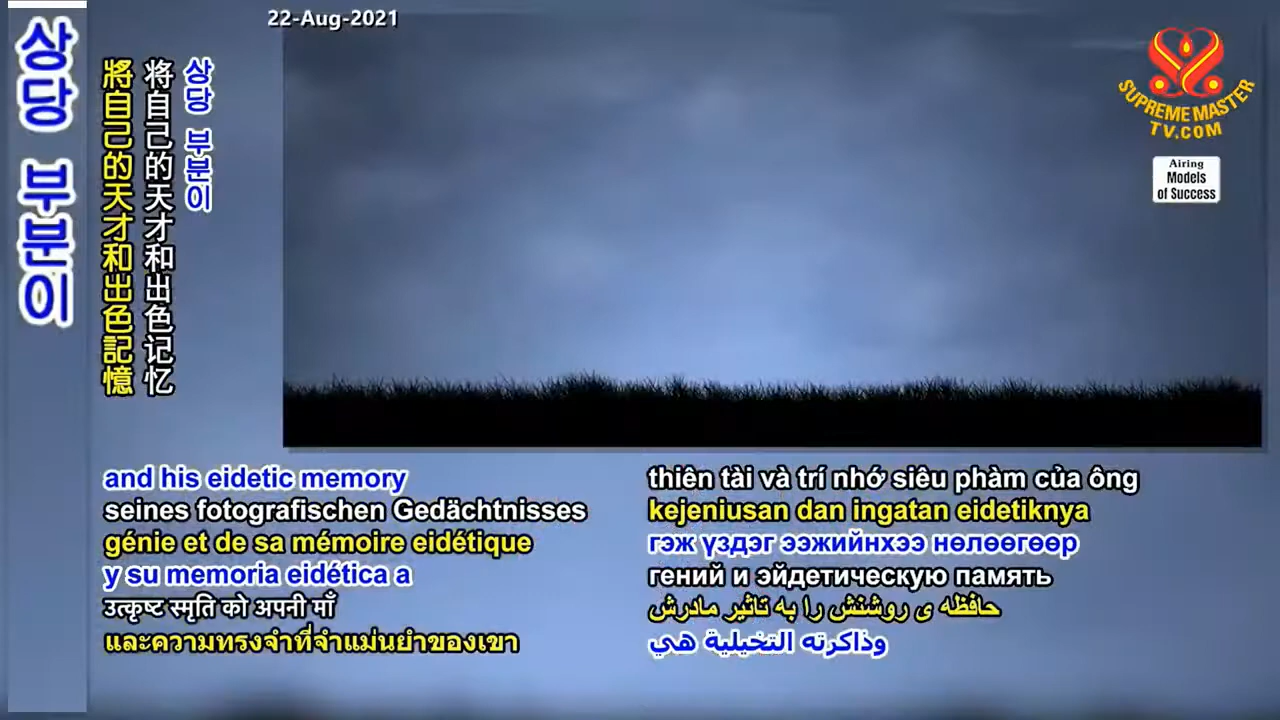 22-Aug-2021
상당 부분이
將自己的天才和出色記憶
将自己的天才和出色记忆
상당 부분이
SUPREME MASTER
TV.COM
Airing
Models
of Success
and his eidetic memory
seines fotografischen Gedächtnisses
génie et de sa mémoire eidétique
y su memoria eidética a
उत्कृष्ट स्मृति को अपनी माँ
และความทรงจำที่จำแม่นยำของเขา
thiên tài và trí nhớ siêu phàm của ông
kejeniusan dan ingatan eidetiknya
гэж үздэг ээжийнхээ нөлөөгөөр
гений и эйдетическую память
حافظه ی روشنش را به تاثیر مادرش
وذاكرته التخيلية هي